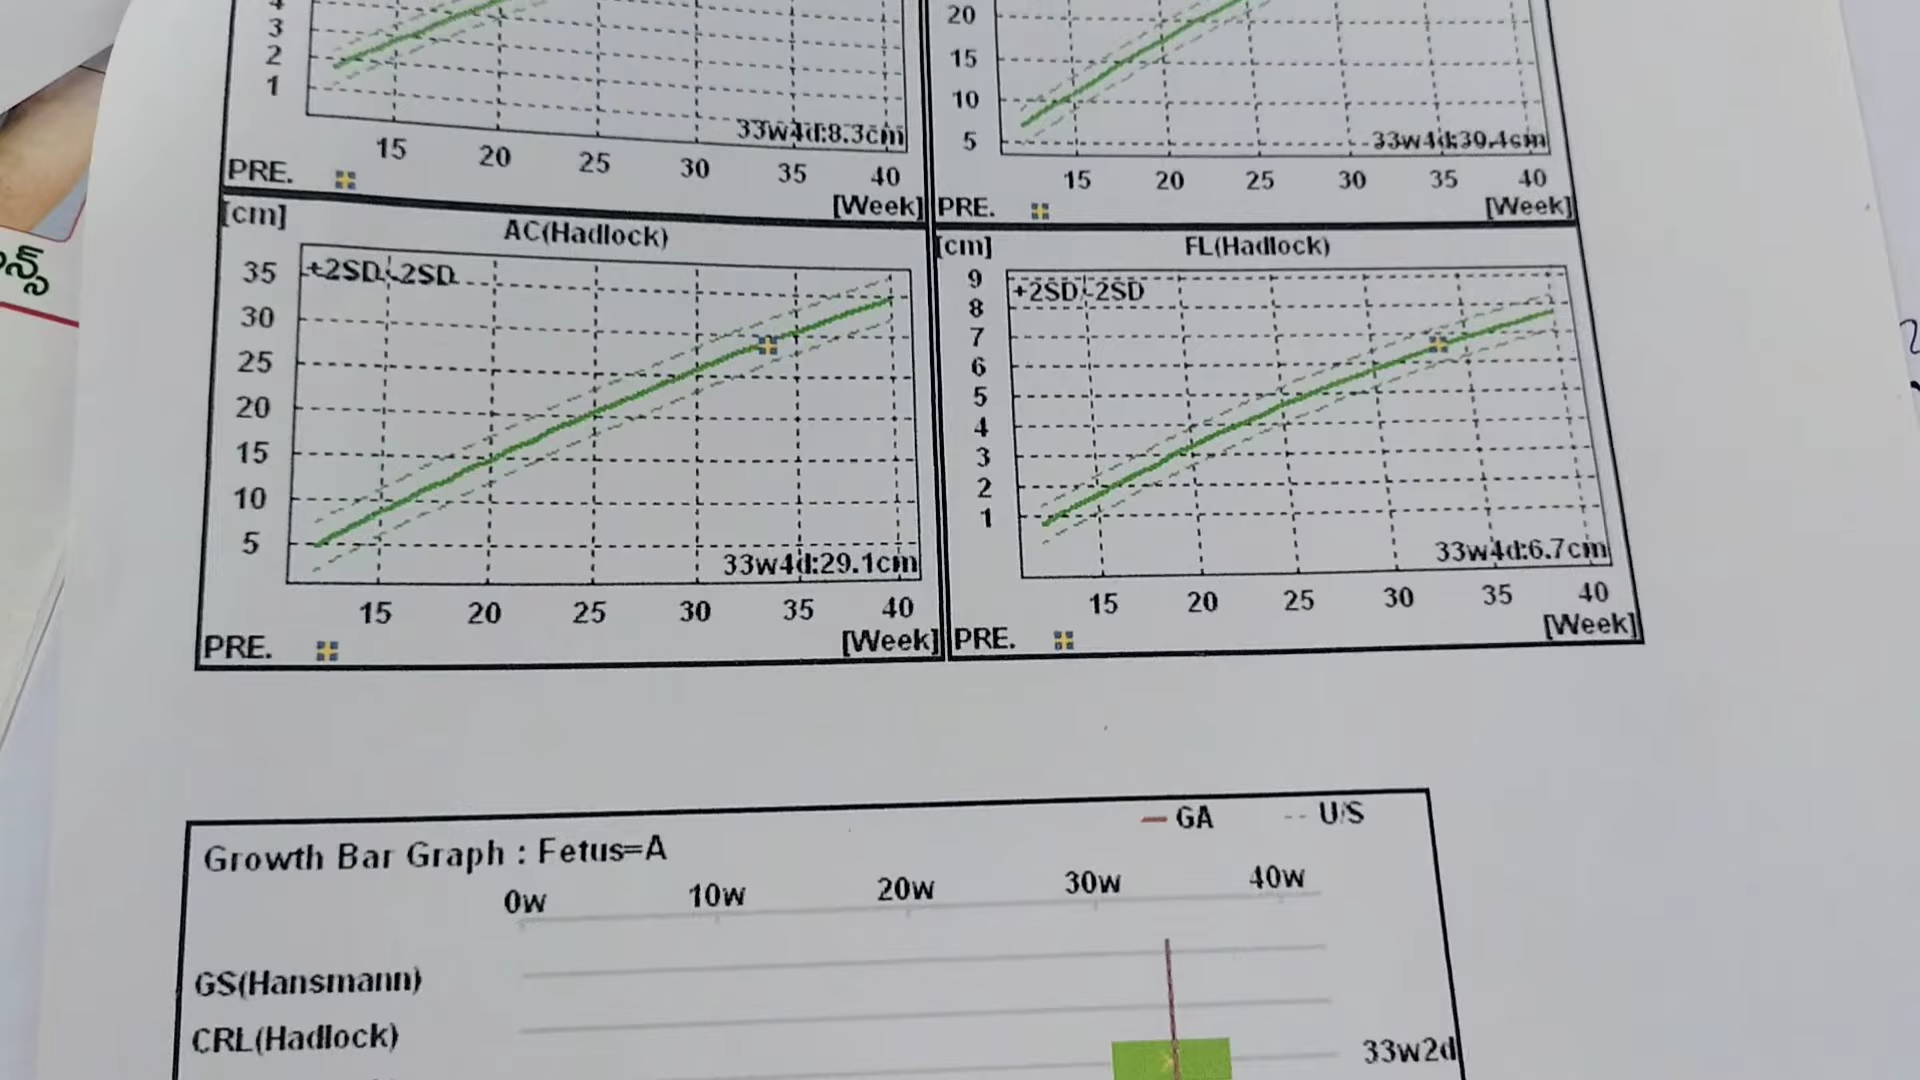 4
3
2
1
33w4d:8.3cm
15 20 25 30 35 40
PRE.
[Week]
20
15
10
5
33w4d:30.4cm
15 20 25 30 35 40
PRE.
[Week]
[cm]
AC(Hadlock)
+2SD,-2SD
35
30
25
20
15
10
5
33w4d:29.1cm
15 20 25 30 35 40
PRE.
[Week]
[cm]
FL(Hadlock)
+2SD,-2SD
9
8
7
6
5
4
3
2
1
33w4d:6.7cm
15 20 25 30 35 40
PRE.
[Week]
GA U/S
Growth Bar Graph : Fetus=A
0w 10w 20w 30w 40w
GS(Hansmann)
CRL(Hadlock)
33w2d